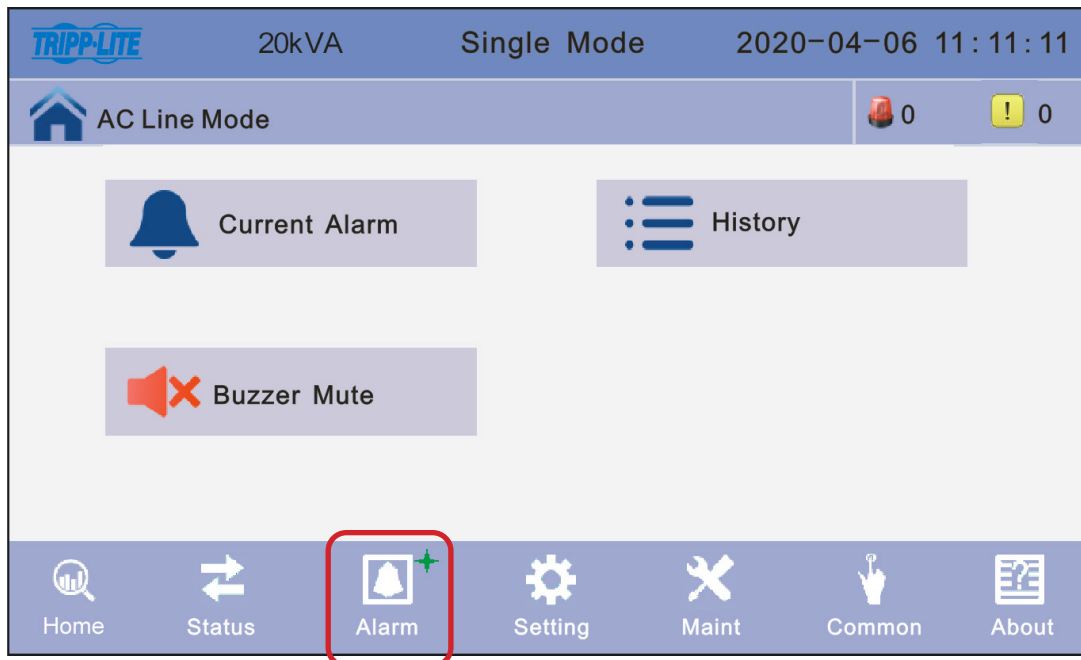 TRIPP·LITE 20kVA Single Mode 2020-04-06 11:11:11
AC Line Mode 0 ! 0
Current Alarm History
Buzzer Mute
Home Status Alarm Setting Maint Common About